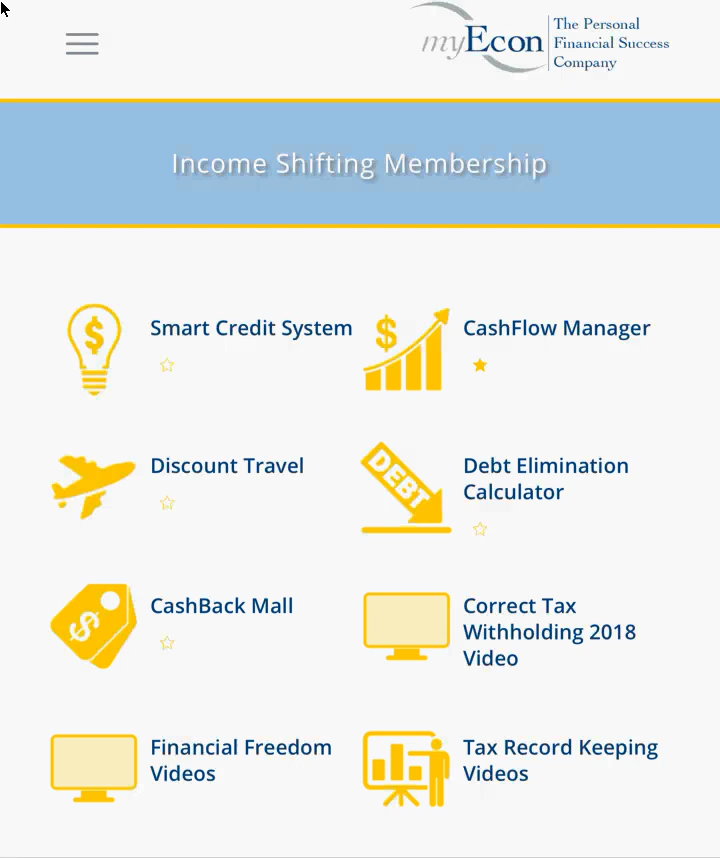 myEcon
The Personal
Financial Success
Company
Income Shifting Membership
Smart Credit System
CashFlow Manager
Discount Travel
DEBT
Debt Elimination
Calculator
$
CashBack Mall
Correct Tax
Withholding 2018
Video
Financial Freedom
Videos
Tax Record Keeping
Videos